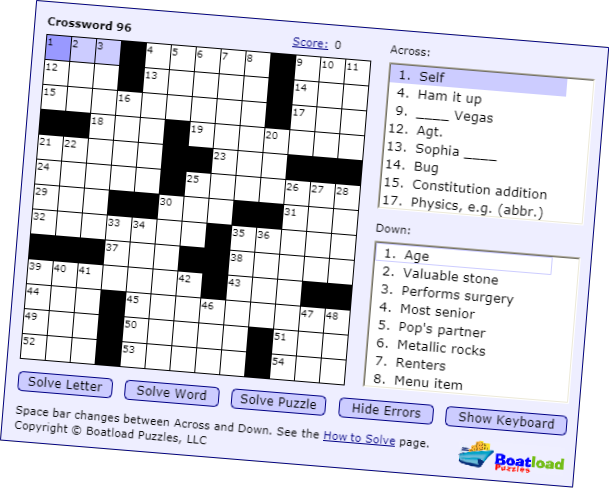 Crossword 96
Score: 0
1 2 3 4 5 6 7 8 9 10 11
12 13 14
15 16 17
18 19 20
21 22 23
24 25 26 27 28
29 30 31
32 33 34 35 36
37 38
39 40 41 42 43
44 45 46 47 48
49 50 51
52 53 54
Across:
1. Self
4. Ham it up
9. ____ Vegas
12. Agt.
13. Sophia ____
14. Bug
15. Constitution addition
17. Physics, e.g. (abbr.)
Down:
1. Age
2. Valuable stone
3. Performs surgery
4. Most senior
5. Pop's partner
6. Metallic rocks
7. Renters
8. Menu item
Solve Letter Solve Word Solve Puzzle Hide Errors Show Keyboard
Space bar changes between Across and Down. See the How to Solve page.
Copyright © Boatload Puzzles, LLC
Boatload
Puzzles